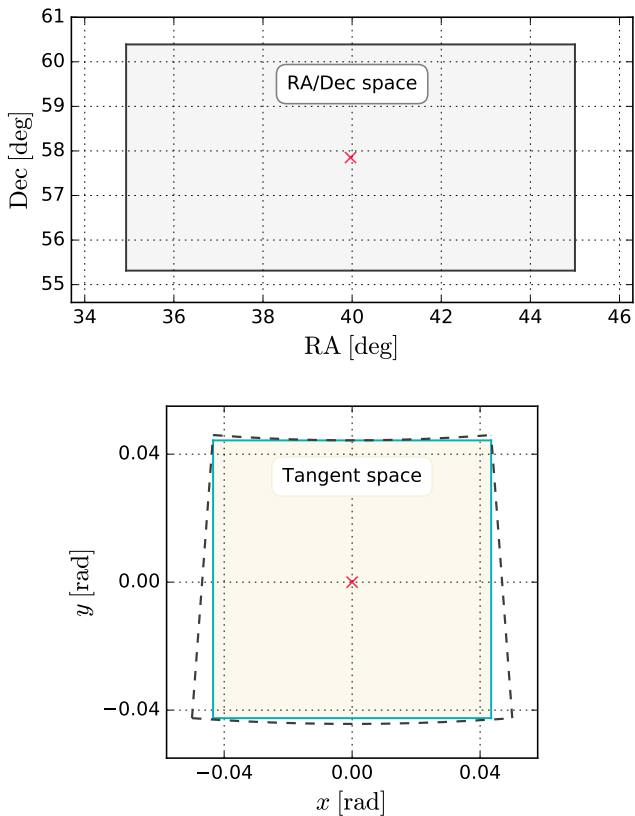 61
60
59
58
57
56
55
Dec [deg]
RA/Dec space
34 36 38 40 42 44 46
RA [deg]
0.04
0.00
−0.04
y [rad]
Tangent space
−0.04 0.00 0.04
x [rad]